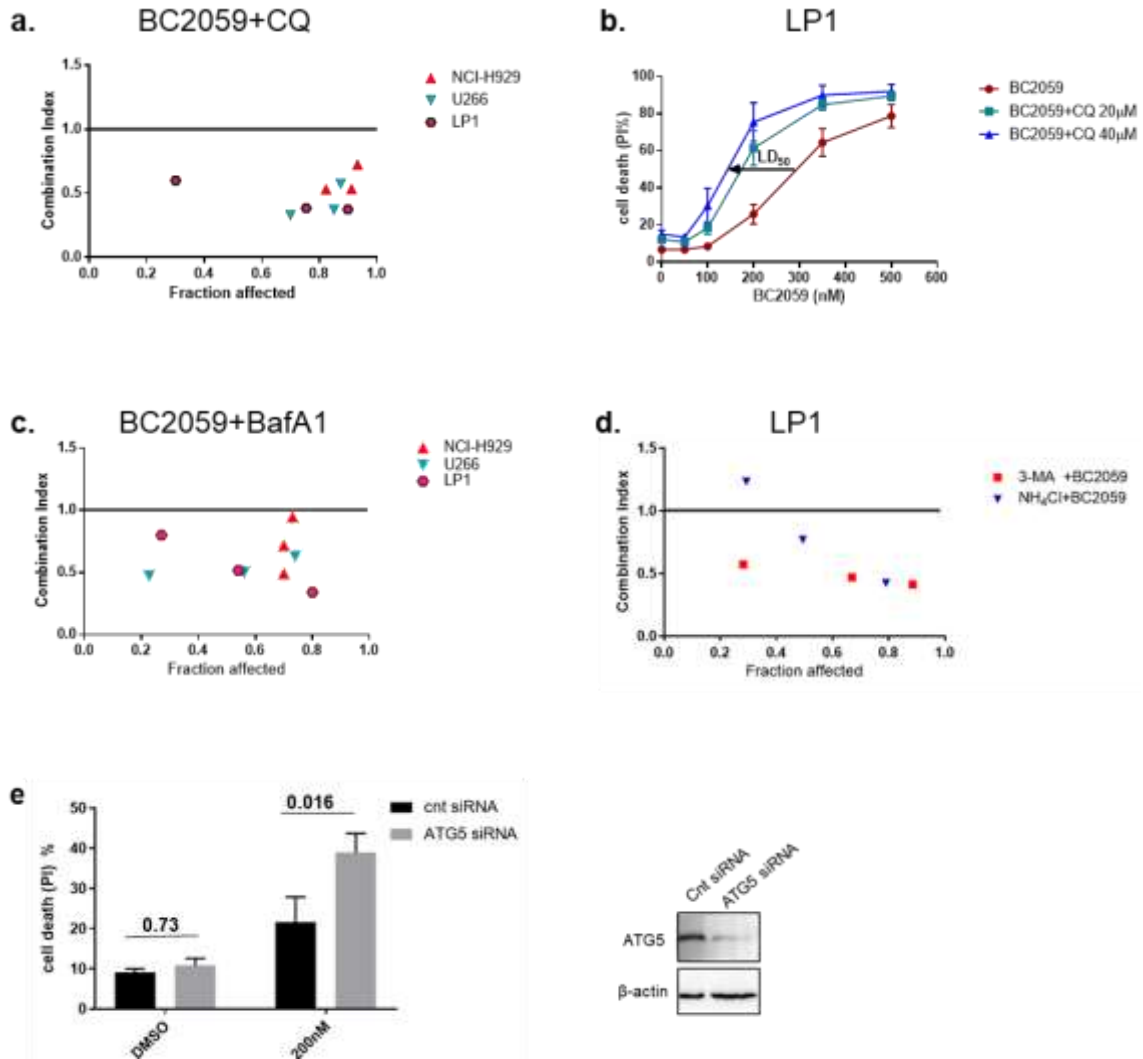 a.
BC2059+CQ
NCI-H929
U266
LP1
Combination Index
1.5
1.0
0.5
0.0
0.0 0.2 0.4 0.6 0.8 1.0
Fraction affected
b.
LP1
BC2059
BC2059+CQ 20µM
BC2059+CQ 40µM
LD50
cell death (PI%)
100
80
60
40
20
0
0 100 200 300 400 500 600
BC2059 (nM)
c.
BC2059+BafA1
NCI-H929
U266
LP1
Combination Index
1.5
1.0
0.5
0.0
0.0 0.2 0.4 0.6 0.8 1.0
Fraction affected
d.
LP1
3-MA +BC2059
NH4Cl+BC2059
Combination Index
1.5
1.0
0.5
0.0
0.0 0.2 0.4 0.6 0.8 1.0
Fraction affected
e
cnt siRNA
ATG5 siRNA
cell death (PI) %
50
40
30
20
10
0
0.73
0.016
DMSO
200nM
Cnt siRNA
ATG5 siRNA
ATG5
β-actin